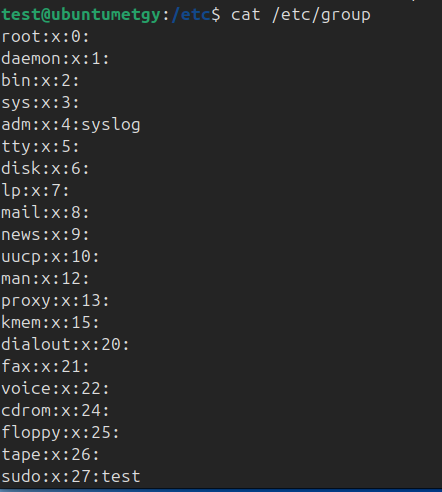 test@ubuntumetgy:/etc$ cat /etc/group
root:x:0:
daemon:x:1:
bin:x:2:
sys:x:3:
adm:x:4:syslog
tty:x:5:
disk:x:6:
lp:x:7:
mail:x:8:
news:x:9:
uucp:x:10:
man:x:12:
proxy:x:13:
kmem:x:15:
dialout:x:20:
fax:x:21:
voice:x:22:
cdrom:x:24:
floppy:x:25:
tape:x:26:
sudo:x:27:test